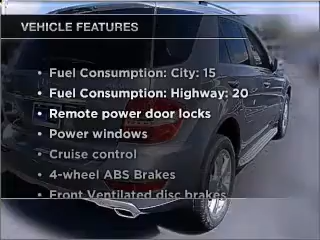 VEHICLE FEATURES
• Fuel Consumption: City: 15
• Fuel Consumption: Highway: 20
• Remote power door locks
• Power windows
• Cruise control
• 4-wheel ABS Brakes
• Front Ventilated disc brakes